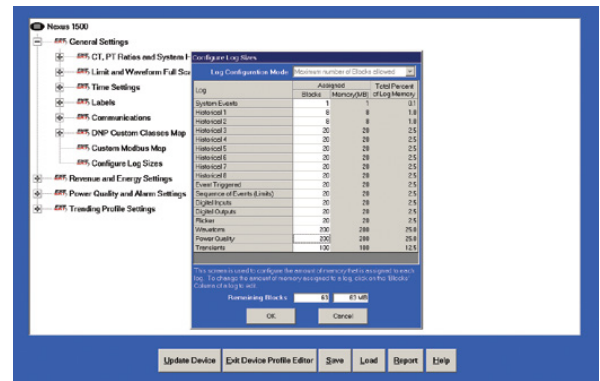 Nexus 1500
General Settings
CT, PT Ratios and System H
Limit and Waveform Full Sca
Time Settings
Labels
Communications
DNP Custom Classes Map
Custom Modbus Map
Configure Log Sizes
Revenue and Energy Settings
Power Quality and Alarm Settings
Trending Profile Settings
Configure Log Sizes
Log Configuration Mode: Maximum number of Blocks allowed
Log Assigned Total Percent
Blocks Memory(MB) of Log Memory
System Events 1 1 0.1
Historical 1 8 8 1.0
Historical 2 8 8 1.0
Historical 3 20 20 2.5
Historical 4 20 20 2.5
Historical 5 20 20 2.5
Historical 6 20 20 2.5
Historical 7 20 20 2.5
Historical 8 20 20 2.5
Event Triggered 20 20 2.5
Sequence of Events (Limits) 20 20 2.5
Digital Inputs 20 20 2.5
Digital Outputs 20 20 2.5
Flicker 20 20 2.5
Waveform 200 200 25.0
Power Quality 200 200 25.0
Transients 100 100 12.5
This screen is used to configure the amount of memory that is assigned to each
log. To change the amount of memory assigned to a log, click on the 'Blocks'
Column of a log to edit.
Remaining Blocks 63 63 MB
OK Cancel
Update Device Exit Device Profile Editor Save Load Report Help